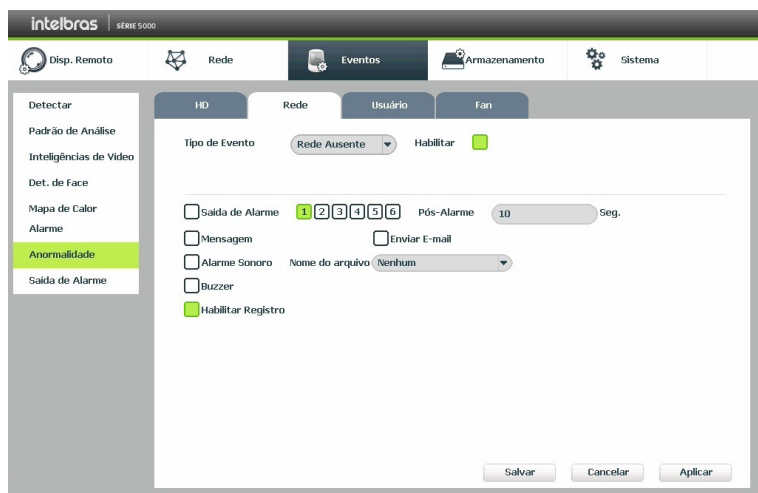 intelbras SÉRIE 5000
Disp. Remoto Rede Eventos Armazenamento Sistema
Detectar
Padrão de Análise
Inteligências de Vídeo
Det. de Face
Mapa de Calor
Alarme
Anormalidade
Saída de Alarme
HD Rede Usuário Fan
Tipo de Evento Rede Ausente Habilitar
Saída de Alarme 1 2 3 4 5 6 Pós-Alarme 10 Seg.
Mensagem Enviar E-mail
Alarme Sonoro Nome do arquivo Nenhum
Buzzer
Habilitar Registro
Salvar Cancelar Aplicar